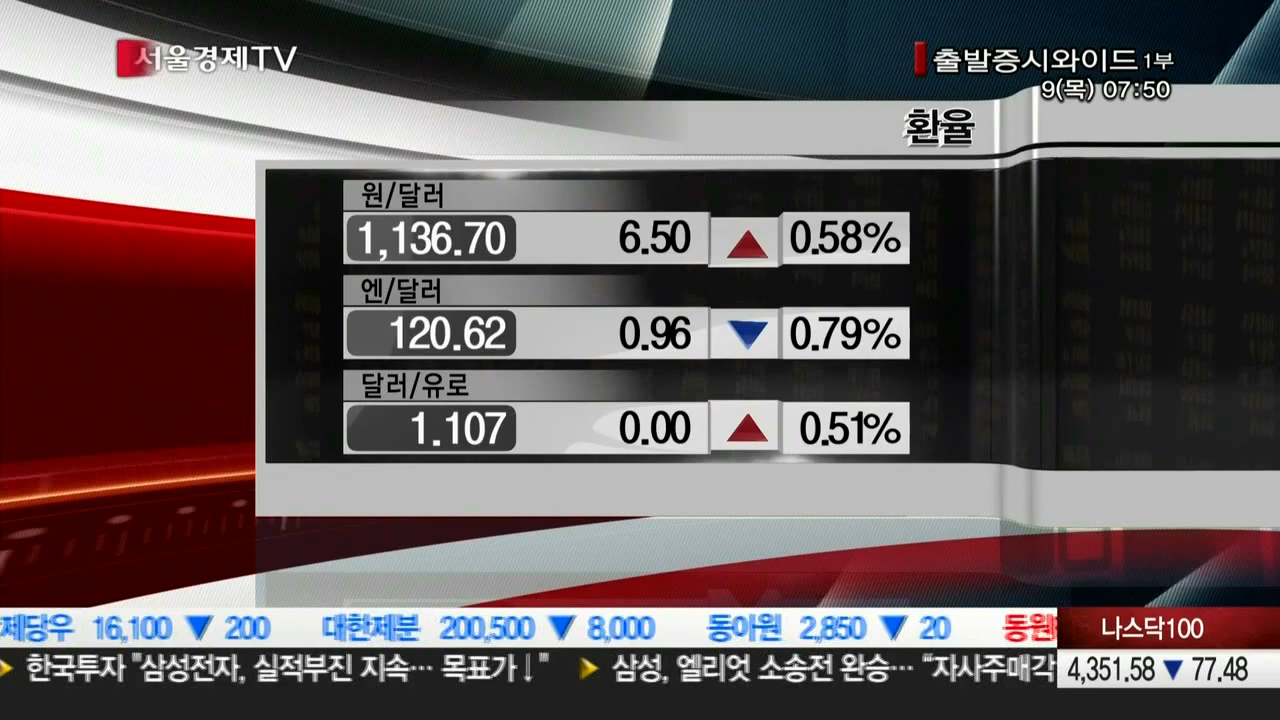 서울경제TV
출발증시와이드 1부
9(목) 07:50
환율
원/달러
1,136.70 6.50 ▲ 0.58%
엔/달러
120.62 0.96 ▼ 0.79%
달러/유로
1.107 0.00 ▲ 0.51%
제당우 16,100 ▼ 200 대한제분 200,500 ▼ 8,000 동아원 2,850 ▼ 20 동원
나스닥100
한국투자 "삼성전자, 실적부진 지속… 목표가↓" 삼성, 엘리엇 소송전 완승… “자사주매각
4,351.58 ▼ 77.48